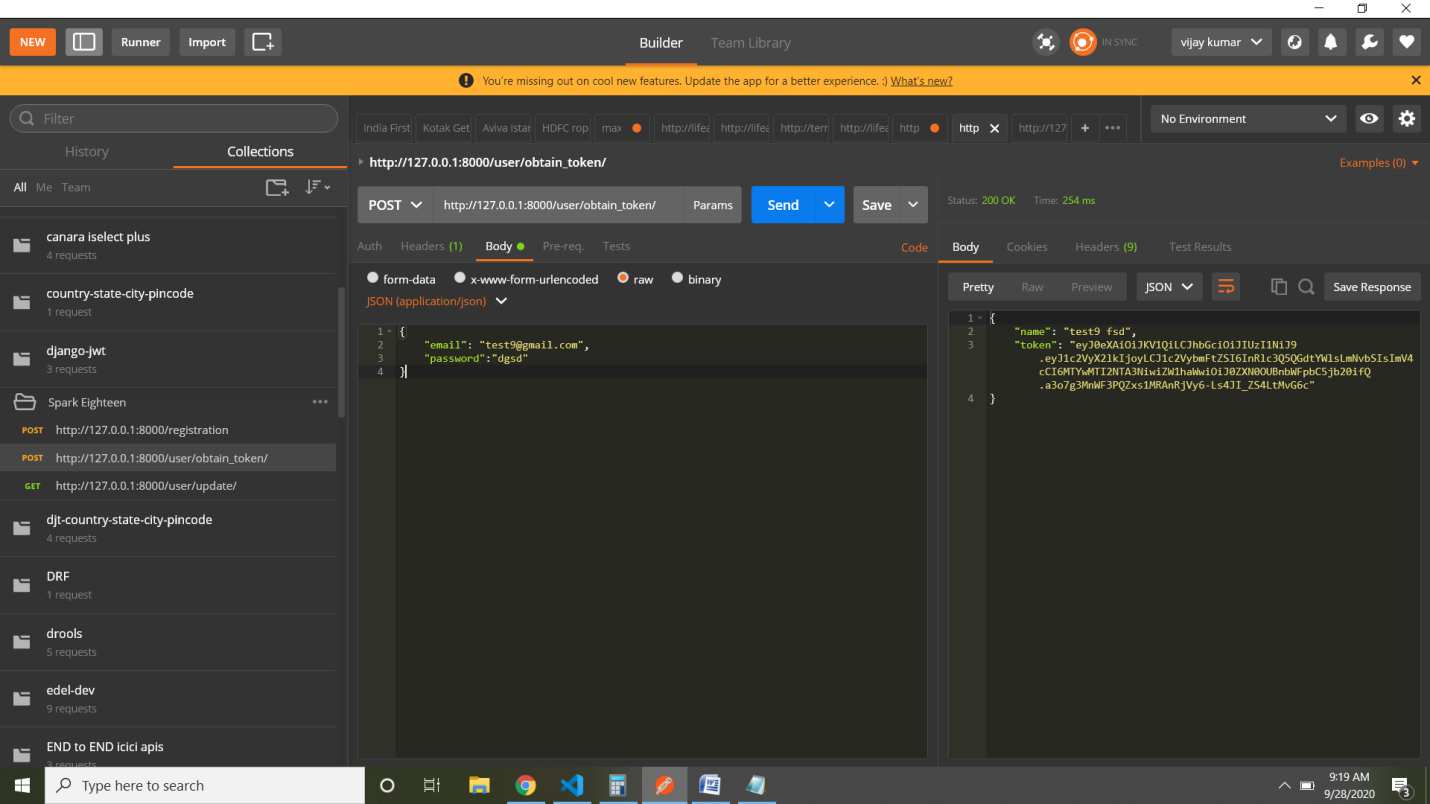 NEW
Runner
Import
Builder
Team Library
IN SYNC
vijay kumar
You're missing out on cool new features. Update the app for a better experience. :) What's new?
Filter
History
Collections
All Me Team
canara iselect plus
4 requests
country-state-city-pincode
1 request
django-jwt
3 requests
Spark Eighteen
POST http://127.0.0.1:8000/registration
POST http://127.0.0.1:8000/user/obtain_token/
GET http://127.0.0.1:8000/user/update/
djt-country-state-city-pincode
4 requests
DRF
1 request
drools
5 requests
edel-dev
9 requests
END to END icici apis
3 requests
India First
Kotak Get
Aviva Istar
HDFC rop
max
http://lifea
http://lifea
http://terr
http://lifea
http
http
http://127
No Environment
http://127.0.0.1:8000/user/obtain_token/
Examples (0)
POST
http://127.0.0.1:8000/user/obtain_token/
Params
Send
Save
Auth
Headers (1)
Body
Pre-req.
Tests
Code
form-data
x-www-form-urlencoded
raw
binary
JSON (application/json)
1 {
2 "email": "test9@gmail.com",
3 "password":"dgsd"
4 }
Status: 200 OK Time: 254 ms
Body
Cookies
Headers (9)
Test Results
Pretty
Raw
Preview
JSON
Save Response
1 {
2 "name": "test9 fsd",
3 "token": "eyJ0eXAiOiJKV1QiLCJhbGciOiJIUzI1NiJ9
.eyJ1c2VyX2lkIjoyLCJ1c2VybmFtZSI6InRlc3Q5QGdtYWlsLmNvbSIsImV4
cCI6MTYwMTI2NTA3NiwiZW1haWwiOiJ0ZXN0OUBnbWFpbC5jb20ifQ
.a3o7g3MnWF3PQZxs1MRAnRjVy6-Ls4JI_ZS4LtMvG6c"
4 }
Type here to search
9:19 AM
9/28/2020
3